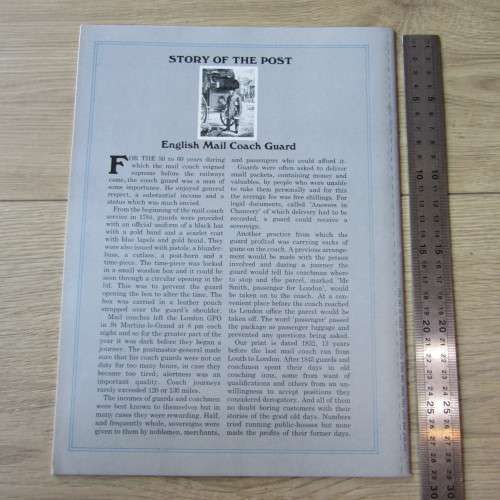 STORY OF THE POST
English Mail Coach Guard
FOR THE 50 to 60 years during
which the mail coach reigned
supreme before the railways
came, the coach guard was a man of
some importance. He enjoyed general
respect, a substantial income and a
status which was much envied.
From the beginning of the mail coach
service in 1784, guards were provided
with an official uniform of a black hat
with a gold band and a scarlet coat
with blue lapels and gold braid. They
were also issued with pistols, a blunder-
buss, a cutlass, a post-horn and a
time-piece. The time-piece was locked
in a small wooden box and it could be
seen through a circular opening in the
lid. This was to prevent the guard
opening the box to alter the time. The
box was carried in a leather pouch
strapped over the guard's shoulder.
Mail coaches left the London GPO
in St Martins-le-Grand at 8 pm each
night and so for the greater part of the
year it was dark before they began a
journey. The postmaster-general made
sure that his coach guards were not on
duty for too many hours, in case they
became too tired; alertness was an
important quality. Coach journeys
rarely exceeded 120 or 130 miles.
The incomes of guards and coachmen
were best known to themselves but in
many cases they were rewarding. Half,
and frequently whole, sovereigns were
given to them by noblemen, merchants,
and passengers who could afford it.
Guards were often asked to deliver
small packets, containing money and
valuables, by people who were unable
to take them personally and for this
the average fee was five shillings. For
legal documents, called 'Answers in
Chancery' of which delivery had to be
recorded, a guard could receive a
sovereign.
Another practice from which the
guard profited was carrying sacks of
game on the coach. A previous arrange-
ment would be made with the person
involved and during a journey the
guard would tell his coachman where
to stop and the parcel, marked 'Mr
Smith, passenger for London', would
be taken on to the coach. At a con-
venient place before the coach reached
its London office the parcel would be
taken off. The word 'passenger' passed
the package as passenger luggage and
prevented any questions being asked.
Our print is dated 1832, 13 years
before the last mail coach ran from
Louth to London. After 1845 guards and
coachmen spent their days in old
coaching inns, some from want of
qualifications and others from an un-
willingness to accept positions they
considered derogatory. And all of them
no doubt boring customers with their
stories of the good old days. Numbers
tried running public-houses but none
made the profits of their former days.